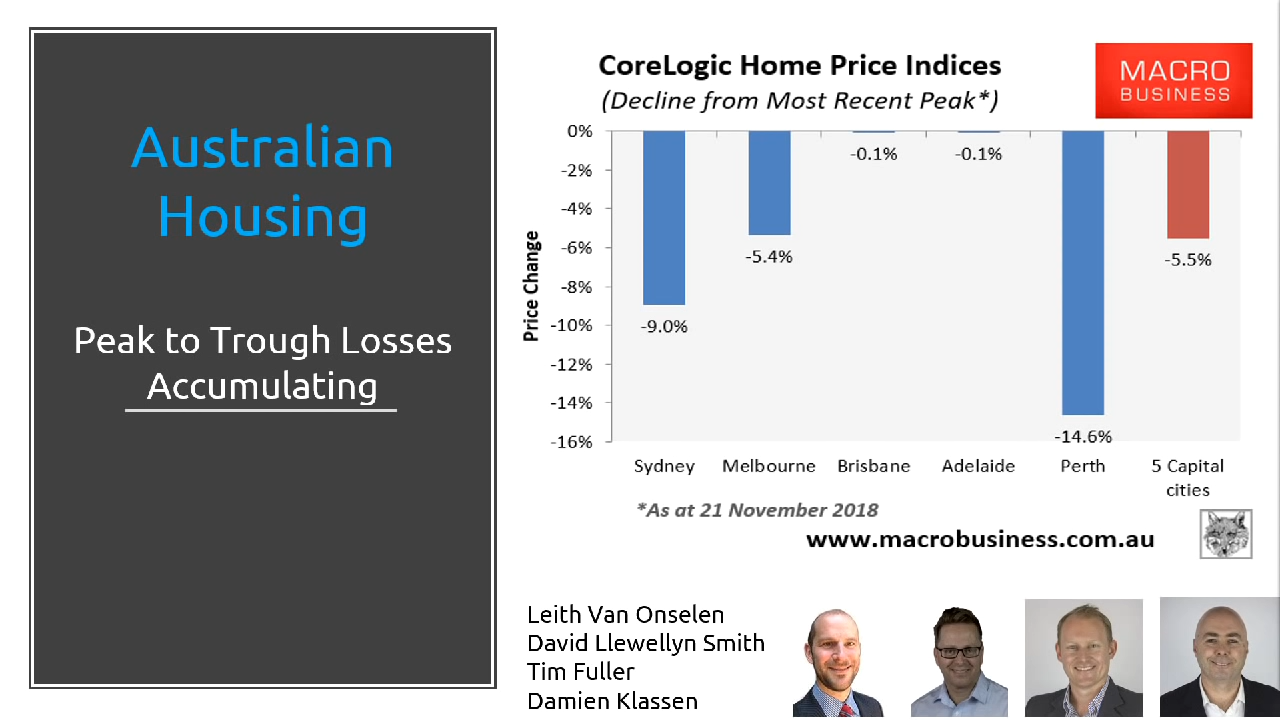 Australian
Housing
Peak to Trough Losses
Accumulating
CoreLogic Home Price Indices
(Decline from Most Recent Peak*)
MACRO
BUSINESS
Price Change
0%
-2%
-4%
-6%
-8%
-10%
-12%
-14%
-16%
-9.0%
-5.4%
-0.1%
-0.1%
-14.6%
-5.5%
Sydney
Melbourne
Brisbane
Adelaide
Perth
5 Capital
cities
*As at 21 November 2018
www.macrobusiness.com.au
Leith Van Onselen
David Llewellyn Smith
Tim Fuller
Damien Klassen